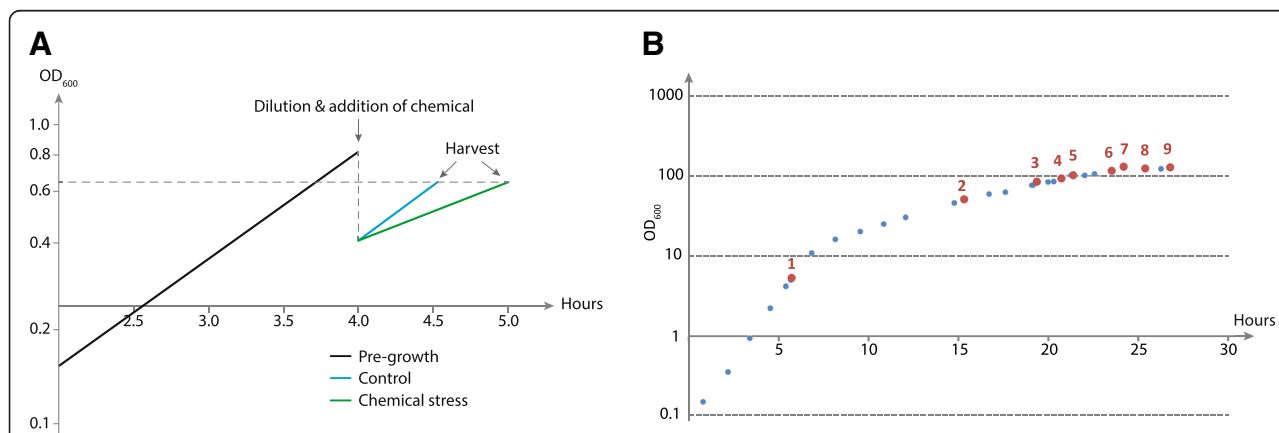 A
OD600
Dilution & addition of chemical
Harvest
1.0
0.8
0.6
0.4
Hours
2.5 3.0 3.5 4.0 4.5 5.0
0.2
Pre-growth
Control
Chemical stress
0.1
B
1000
1 2 3 4 5 6 7 8 9
100
OD600
10
1
Hours
5 10 15 20 25 30
0.1